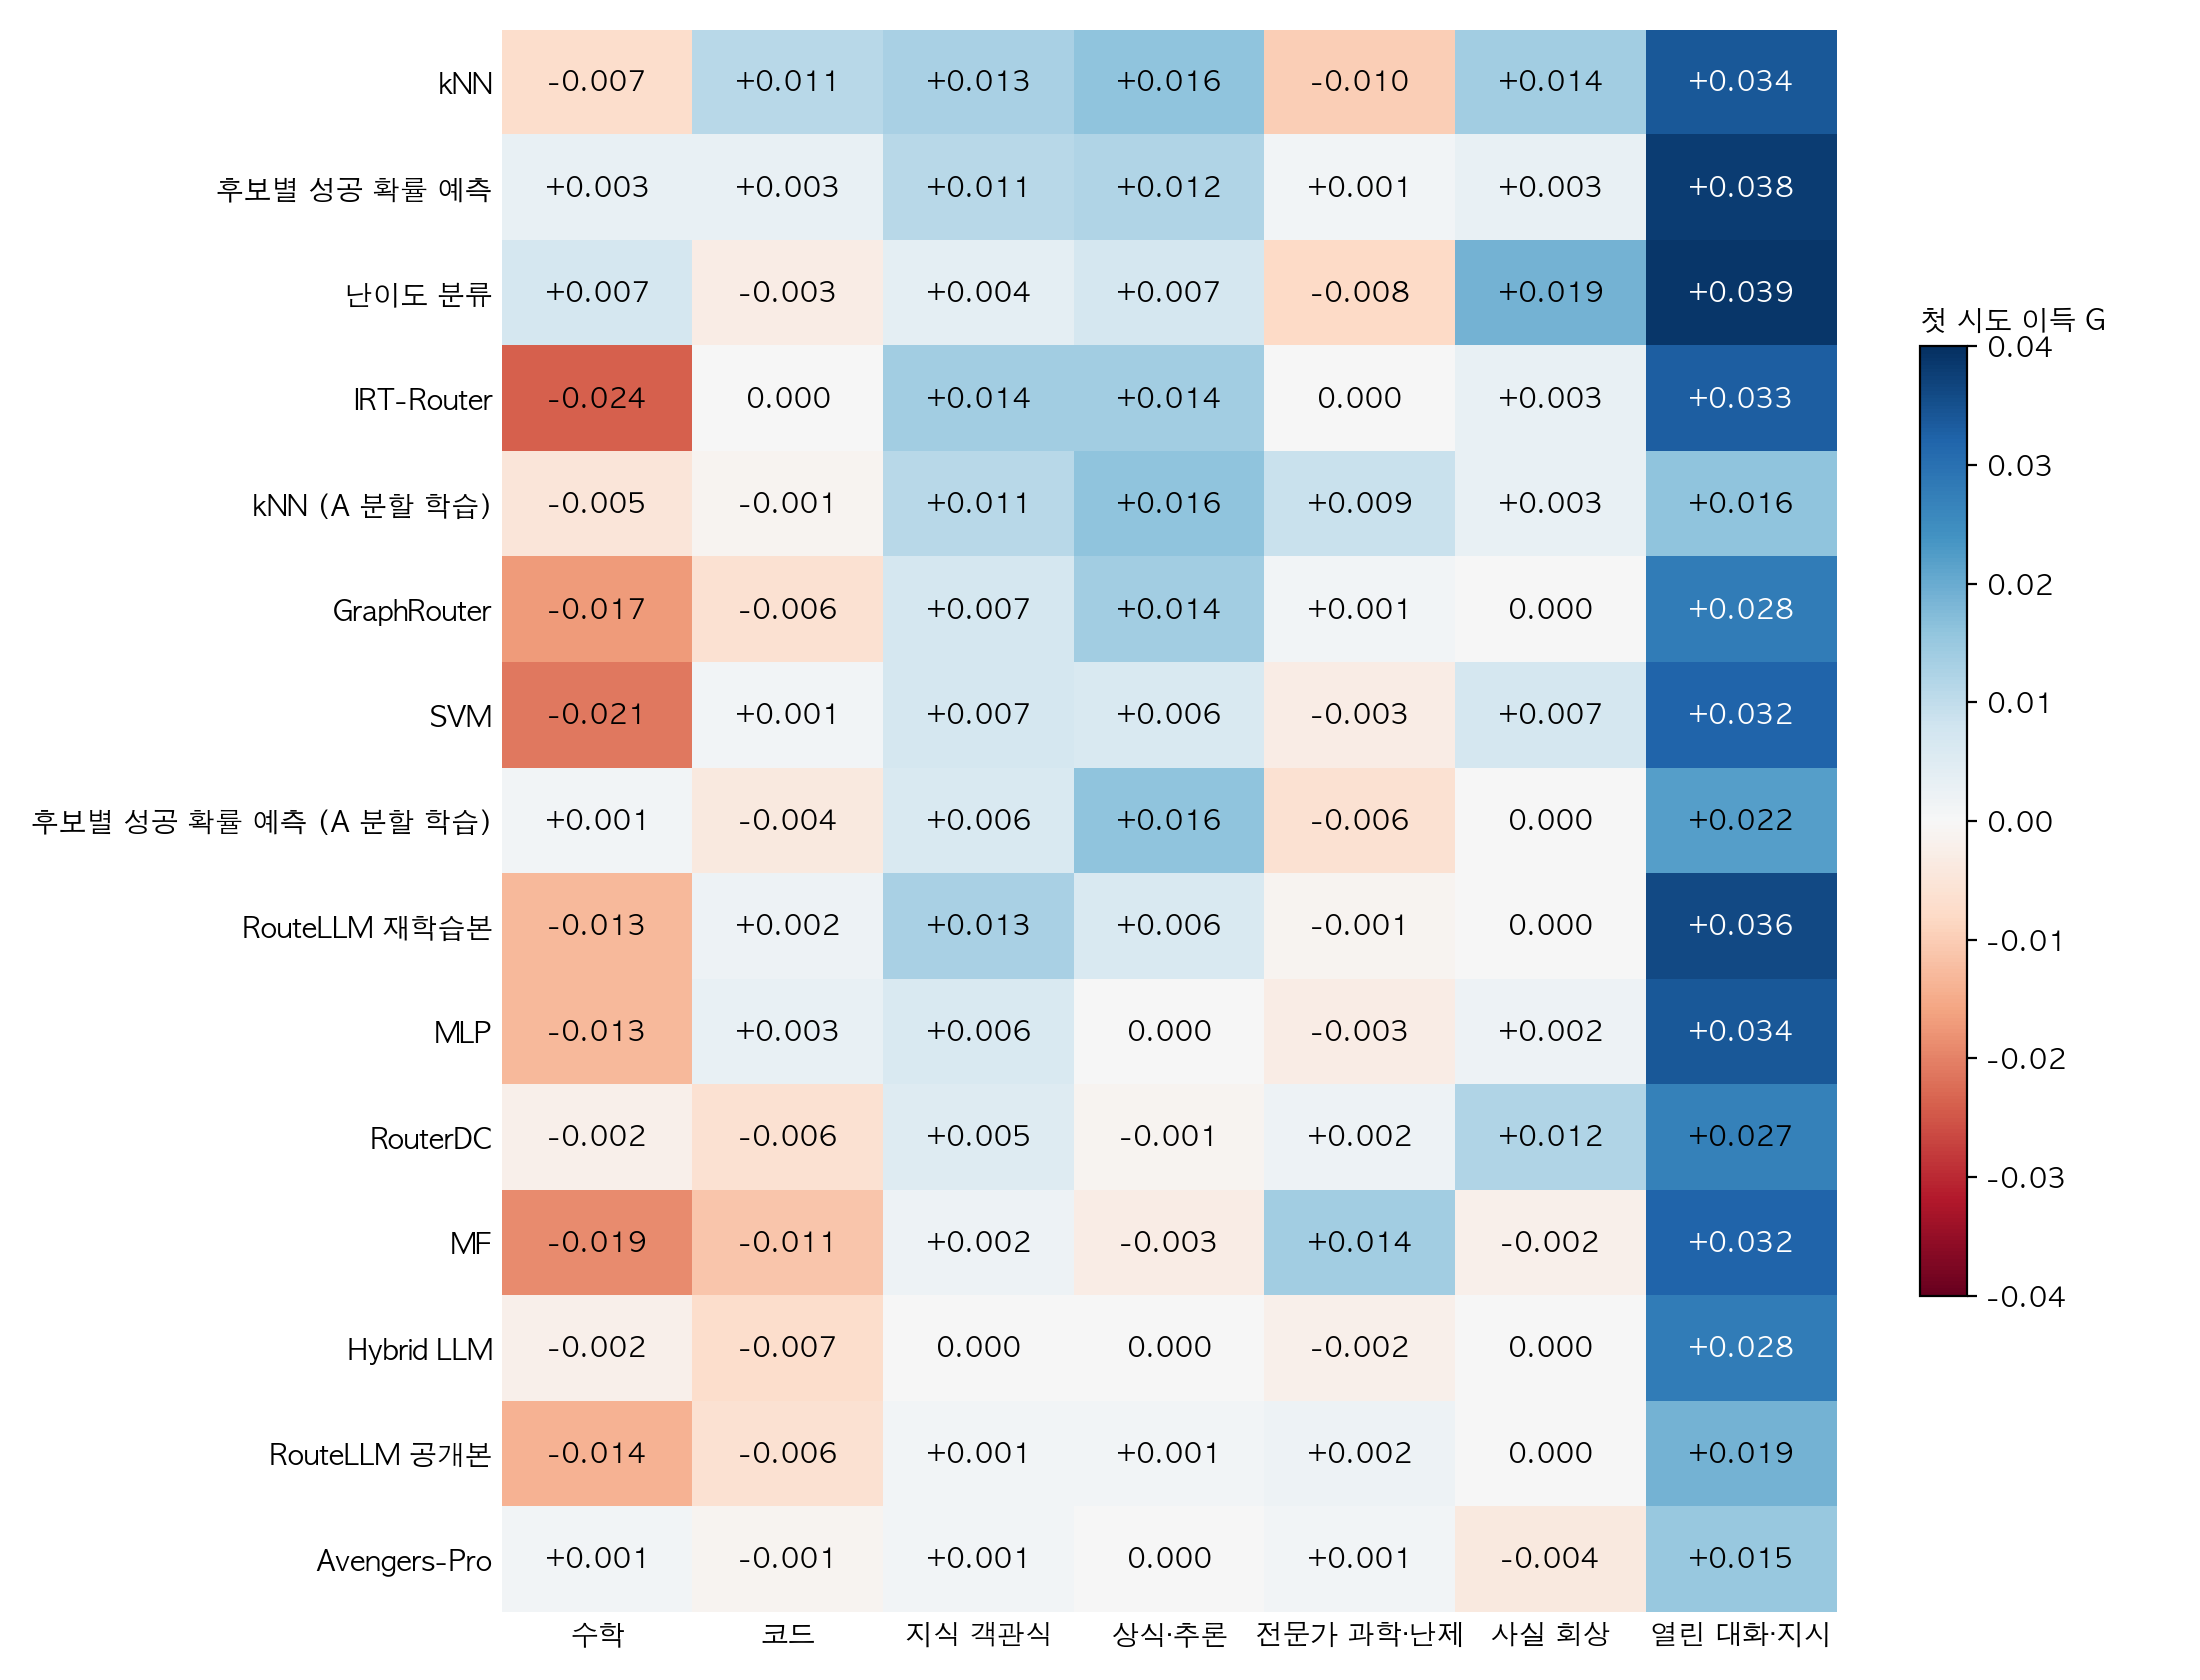 kNN -0.007 +0.011 +0.013 +0.016 -0.010 +0.014 +0.034
후보별 성공 확률 예측 +0.003 +0.003 +0.011 +0.012 +0.001 +0.003 +0.038
난이도 분류 +0.007 -0.003 +0.004 +0.007 -0.008 +0.019 +0.039
IRT-Router -0.024 0.000 +0.014 +0.014 0.000 +0.003 +0.033
kNN (A 분할 학습) -0.005 -0.001 +0.011 +0.016 +0.009 +0.003 +0.016
GraphRouter -0.017 -0.006 +0.007 +0.014 +0.001 0.000 +0.028
SVM -0.021 +0.001 +0.007 +0.006 -0.003 +0.007 +0.032
후보별 성공 확률 예측 (A 분할 학습) +0.001 -0.004 +0.006 +0.016 -0.006 0.000 +0.022
RouteLLM 재학습본 -0.013 +0.002 +0.013 +0.006 -0.001 0.000 +0.036
MLP -0.013 +0.003 +0.006 0.000 -0.003 +0.002 +0.034
RouterDC -0.002 -0.006 +0.005 -0.001 +0.002 +0.012 +0.027
MF -0.019 -0.011 +0.002 -0.003 +0.014 -0.002 +0.032
Hybrid LLM -0.002 -0.007 0.000 0.000 -0.002 0.000 +0.028
RouteLLM 공개본 -0.014 -0.006 +0.001 +0.001 +0.002 0.000 +0.019
Avengers-Pro +0.001 -0.001 +0.001 0.000 +0.001 -0.004 +0.015
수학 코드 지식 객관식 상식·추론 전문가 과학·난제 사실 회상 열린 대화·지시
첫 시도 이득 G
0.04
0.03
0.02
0.01
0.00
-0.01
-0.02
-0.03
-0.04